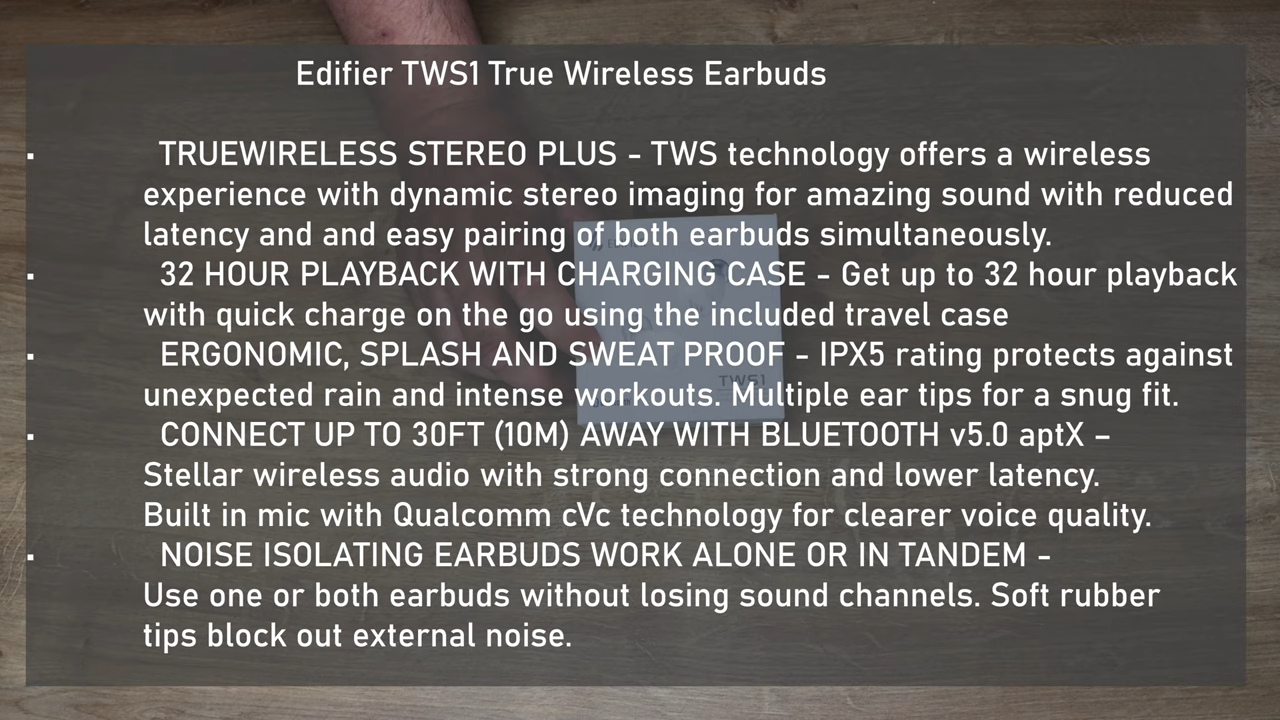 Edifier TWS1 True Wireless Earbuds
▪ TRUEWIRELESS STEREO PLUS - TWS technology offers a wireless
experience with dynamic stereo imaging for amazing sound with reduced
latency and and easy pairing of both earbuds simultaneously.
▪ 32 HOUR PLAYBACK WITH CHARGING CASE - Get up to 32 hour playback
with quick charge on the go using the included travel case
▪ ERGONOMIC, SPLASH AND SWEAT PROOF - IPX5 rating protects against
unexpected rain and intense workouts. Multiple ear tips for a snug fit.
▪ CONNECT UP TO 30FT (10M) AWAY WITH BLUETOOTH v5.0 aptX –
Stellar wireless audio with strong connection and lower latency.
Built in mic with Qualcomm cVc technology for clearer voice quality.
▪ NOISE ISOLATING EARBUDS WORK ALONE OR IN TANDEM -
Use one or both earbuds without losing sound channels. Soft rubber
tips block out external noise.
TWS1